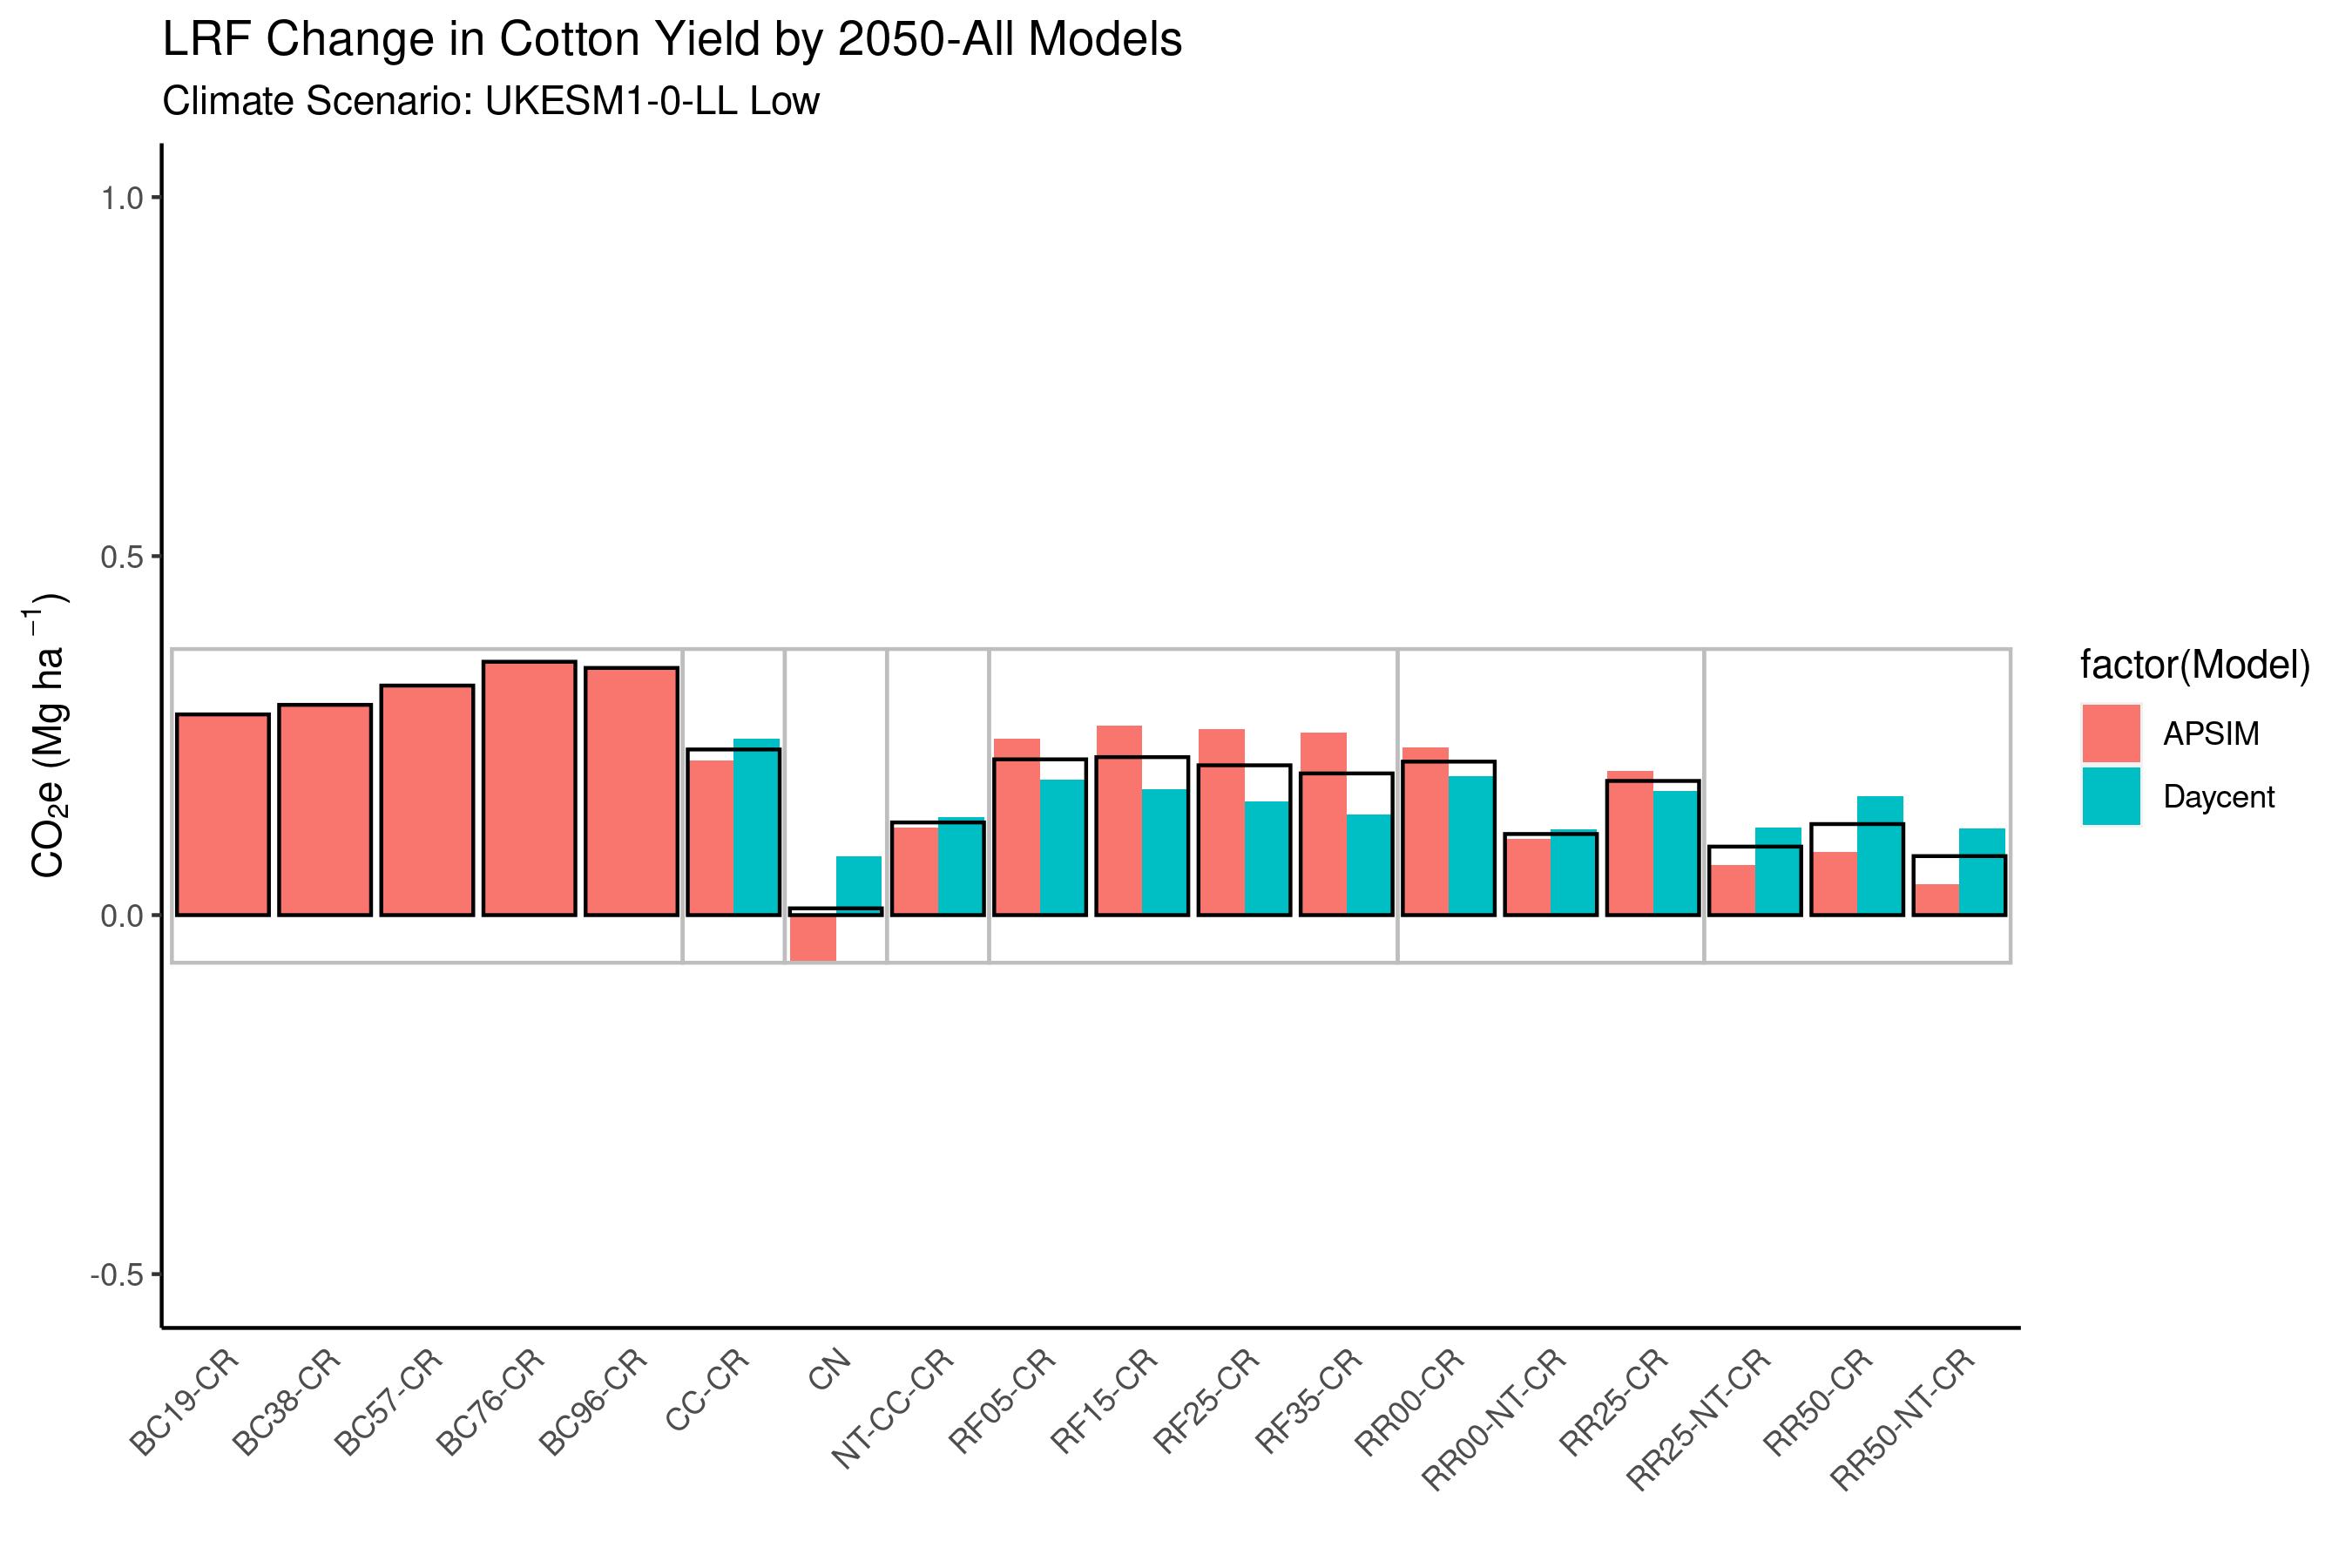 LRF Change in Cotton Yield by 2050-All Models
Climate Scenario: UKESM1-0-LL Low
1.0
0.5
0.0
-0.5
CO₂e (Mg ha ⁻¹)
BC19-CR
BC38-CR
BC57-CR
BC76-CR
BC96-CR
CC-CR
CN
NT-CC-CR
RF05-CR
RF15-CR
RF25-CR
RF35-CR
RR00-CR
RR00-NT-CR
RR25-CR
RR25-NT-CR
RR50-CR
RR50-NT-CR
factor(Model)
APSIM
Daycent